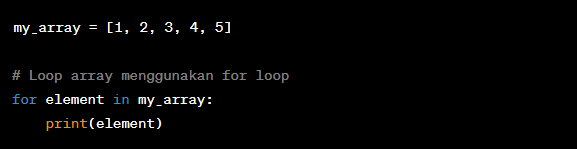 my_array = [1, 2, 3, 4, 5]
# Loop array menggunakan for loop
for element in my_array:
    print(element)